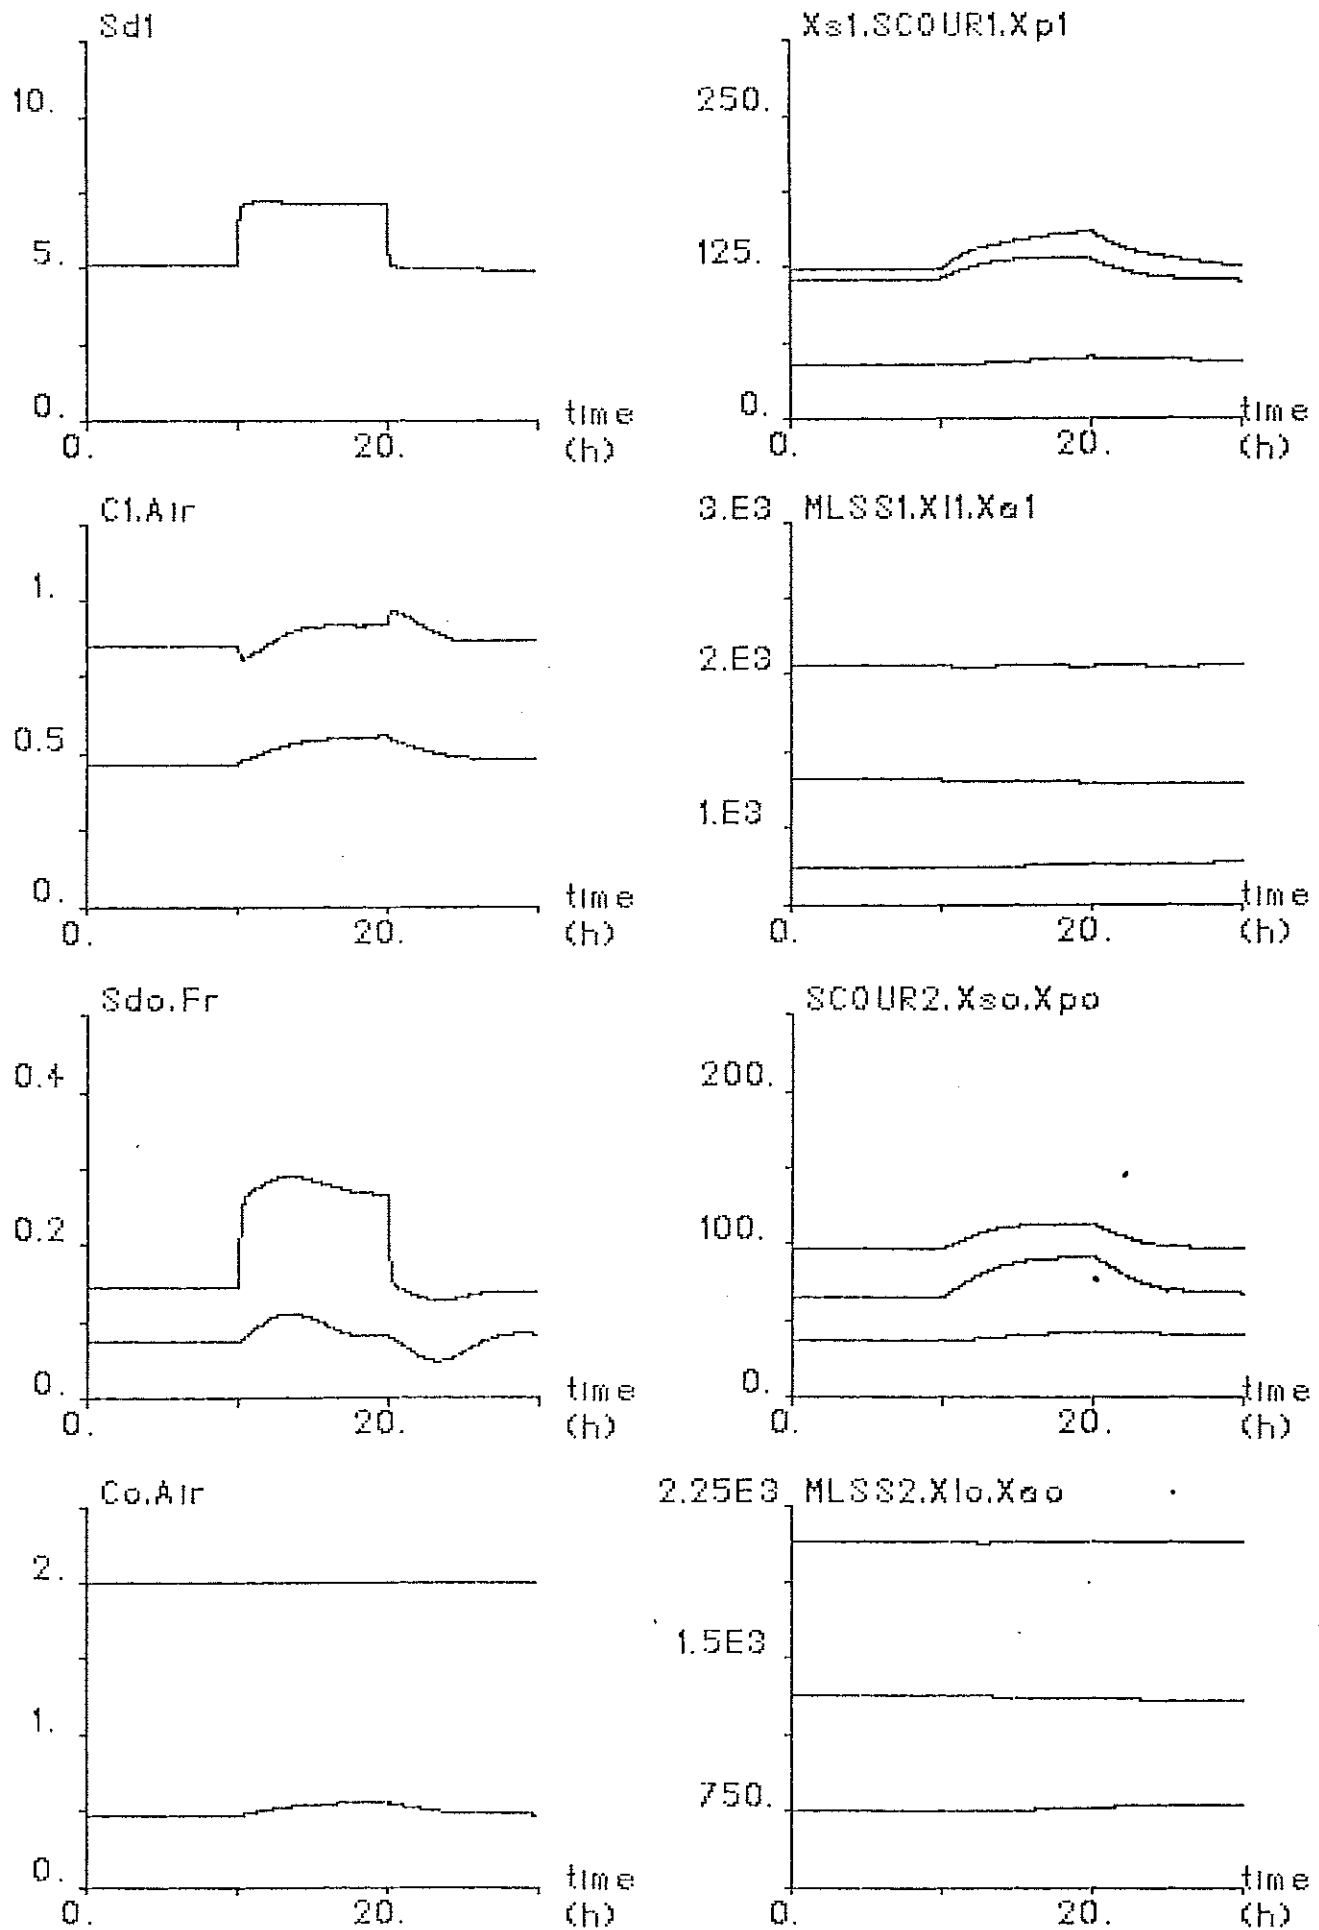 Sd1
10.
5.
0.
0.
20.
time
(h)
Xs1.SCOUR1.Xp1
250.
125.
0.
0.
20.
time
(h)
C1.Air
1.
0.5
0.
0.
20.
time
(h)
3.E3 MLSS1.Xl1.Xa1
2.E3
1.E3
0.
20.
time
(h)
Sdo.Fr
0.4
0.2
0.
0.
20.
time
(h)
SCOUR2.Xso.Xpo
200.
100.
0.
0.
20.
time
(h)
Co.Air
2.
1.
0.
0.
20.
time
(h)
2.25E3 MLSS2.Xlo.Xao
1.5E3
750.
0.
20.
time
(h)